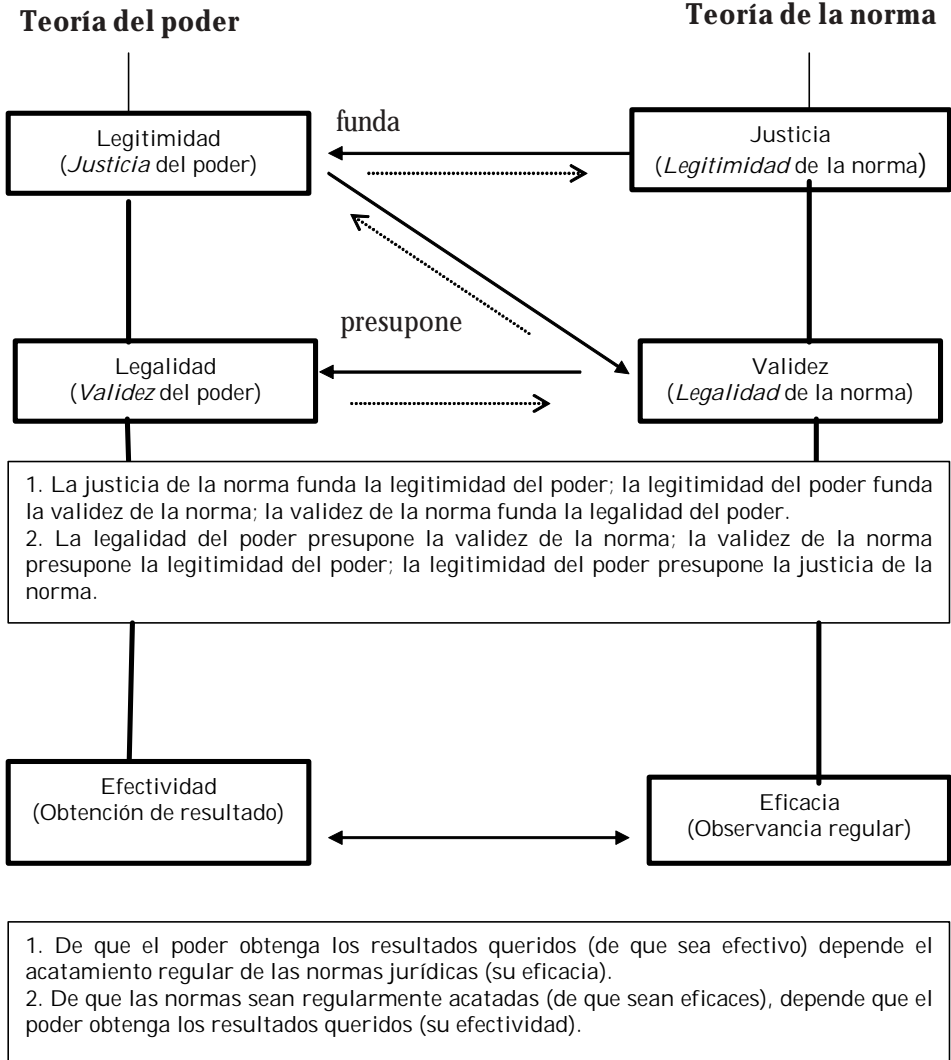 Teoría del poder
Teoría de la norma
Legitimidad
(Justicia del poder)
funda
Justicia
(Legitimidad de la norma)
presupone
Legalidad
(Validez del poder)
Validez
(Legalidad de la norma)
1. La justicia de la norma funda la legitimidad del poder; la legitimidad del poder funda
la validez de la norma; la validez de la norma funda la legalidad del poder.
2. La legalidad del poder presupone la validez de la norma; la validez de la norma
presupone la legitimidad del poder; la legitimidad del poder presupone la justicia de la
norma.
Efectividad
(Obtención de resultado)
Eficacia
(Observancia regular)
1. De que el poder obtenga los resultados queridos (de que sea efectivo) depende el
acatamiento regular de las normas jurídicas (su eficacia).
2. De que las normas sean regularmente acatadas (de que sean eficaces), depende que el
poder obtenga los resultados queridos (su efectividad).